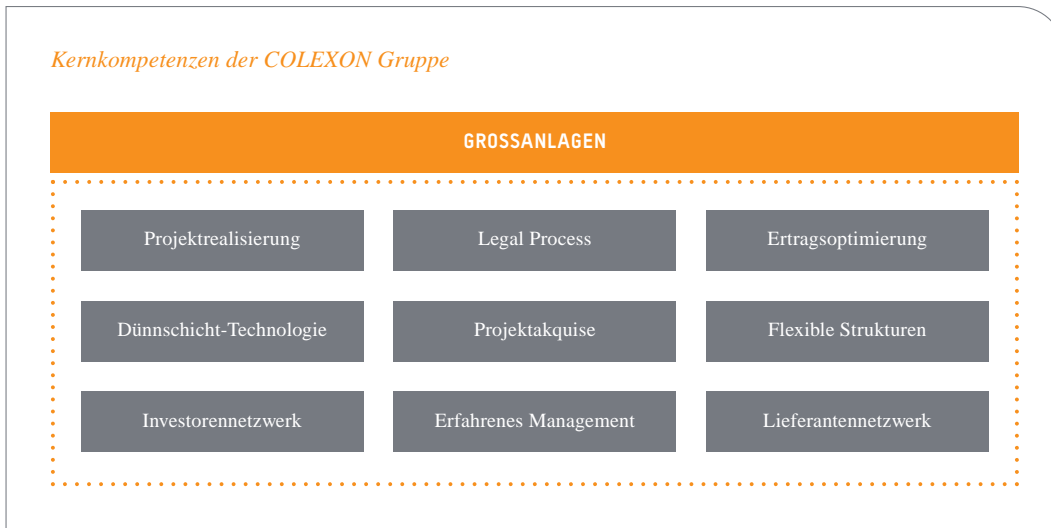 Kernkompetenzen der COLEXON Gruppe
GROSSANLAGEN
Projektrealisierung
Legal Process
Ertragsoptimierung
Dünnschicht-Technologie
Projektakquise
Flexible Strukturen
Investorennetzwerk
Erfahrenes Management
Lieferantennetzwerk